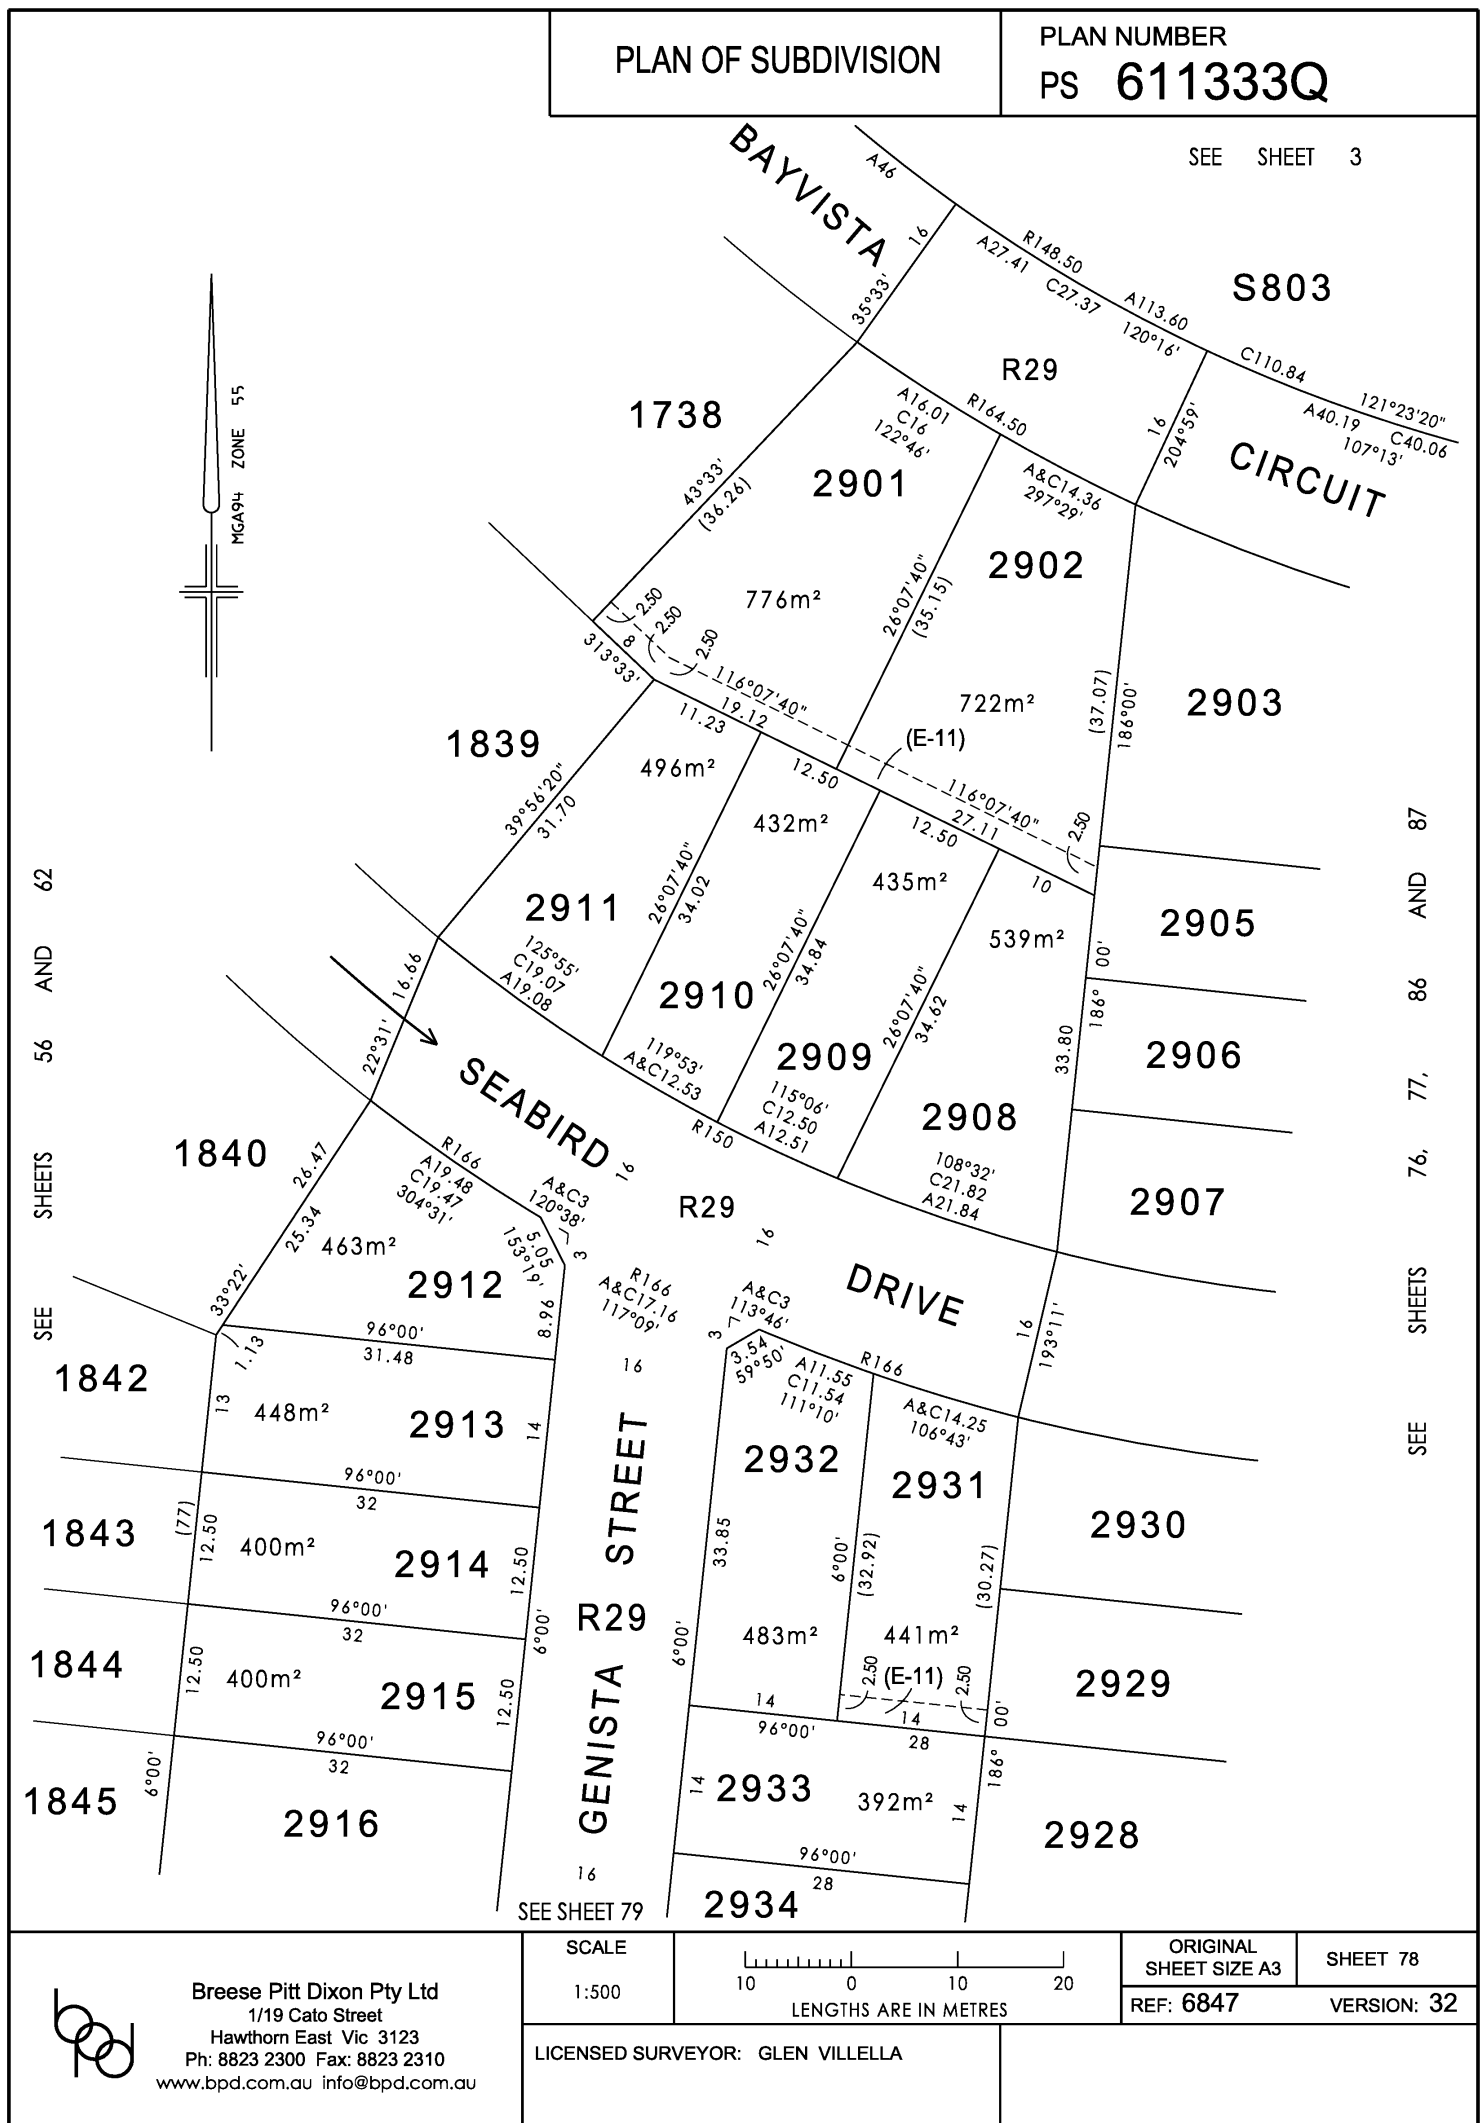 PLAN OF SUBDIVISION
PLAN NUMBER
PS 611333Q
SEE SHEET 3
BAYVISTA
A46
16
35°33'
R148.50
A27.41
C27.37
A113.60
120°16'
S803
C110.84
121°23'20"
A40.19
C40.06
107°13'
R29
16
204°59'
CIRCUIT
MGA94 ZONE 55
1738
A16.01
C16
122°46'
R164.50
A&C14.36
297°29'
43°33'
(36.26)
2901
2902
776m²
26°07'40"
(35.15)
2.50
2.50
2.50
8
313°33'
116°07'40"
19.12
11.23
722m²
(37.07)
186°00'
2903
(E-11)
1839
496m²
12.50
116°07'40"
27.11
12.50
2.50
39°56'20"
31.70
432m²
435m²
10
26°07'40"
34.02
2911
125°55'
C19.07
A19.08
26°07'40"
34.84
539m²
186° 00'
2905
2910
26°07'40"
34.62
16.66
22°31'
33.80
119°53'
A&C12.53
2909
115°06'
C12.50
A12.51
2906
SEABIRD
R150
2908
108°32'
C21.82
A21.84
2907
SEE SHEETS 56 AND 62
SEE SHEETS 76, 77, 86 AND 87
1840
26.47
25.34
R166
A19.48
C19.47
304°31'
A&C3
120°38'
16
R29
16
463m²
5.05
153°19'
3
2912
R166
A&C17.16
117°09'
A&C3
113°46'
3
DRIVE
33°22'
8.96
96°00'
31.48
1.13
16
193°11'
1842
13
448m²
2913
14
16
3.54
59°50'
A11.55
C11.54
111°10'
R166
A&C14.25
106°43'
2932
2931
96°00'
32
1843
(77)
12.50
400m²
2914
12.50
STREET
33.85
6°00'
(32.92)
(30.27)
2930
96°00'
32
R29
6°00'
6°00'
483m²
441m²
1844
12.50
400m²
2915
12.50
2.50
(E-11)
2.50
2929
14
96°00'
14
28
186° 00'
96°00'
32
GENISTA
1845
6°00'
2916
14
2933
392m²
14
2928
96°00'
28
16
SEE SHEET 79
2934
Breese Pitt Dixon Pty Ltd
1/19 Cato Street
Hawthorn East Vic 3123
Ph: 8823 2300 Fax: 8823 2310
www.bpd.com.au info@bpd.com.au
bpd
SCALE
1:500
10 0 10 20
LENGTHS ARE IN METRES
ORIGINAL
SHEET SIZE A3
SHEET 78
REF: 6847
VERSION: 32
LICENSED SURVEYOR: GLEN VILLELLA